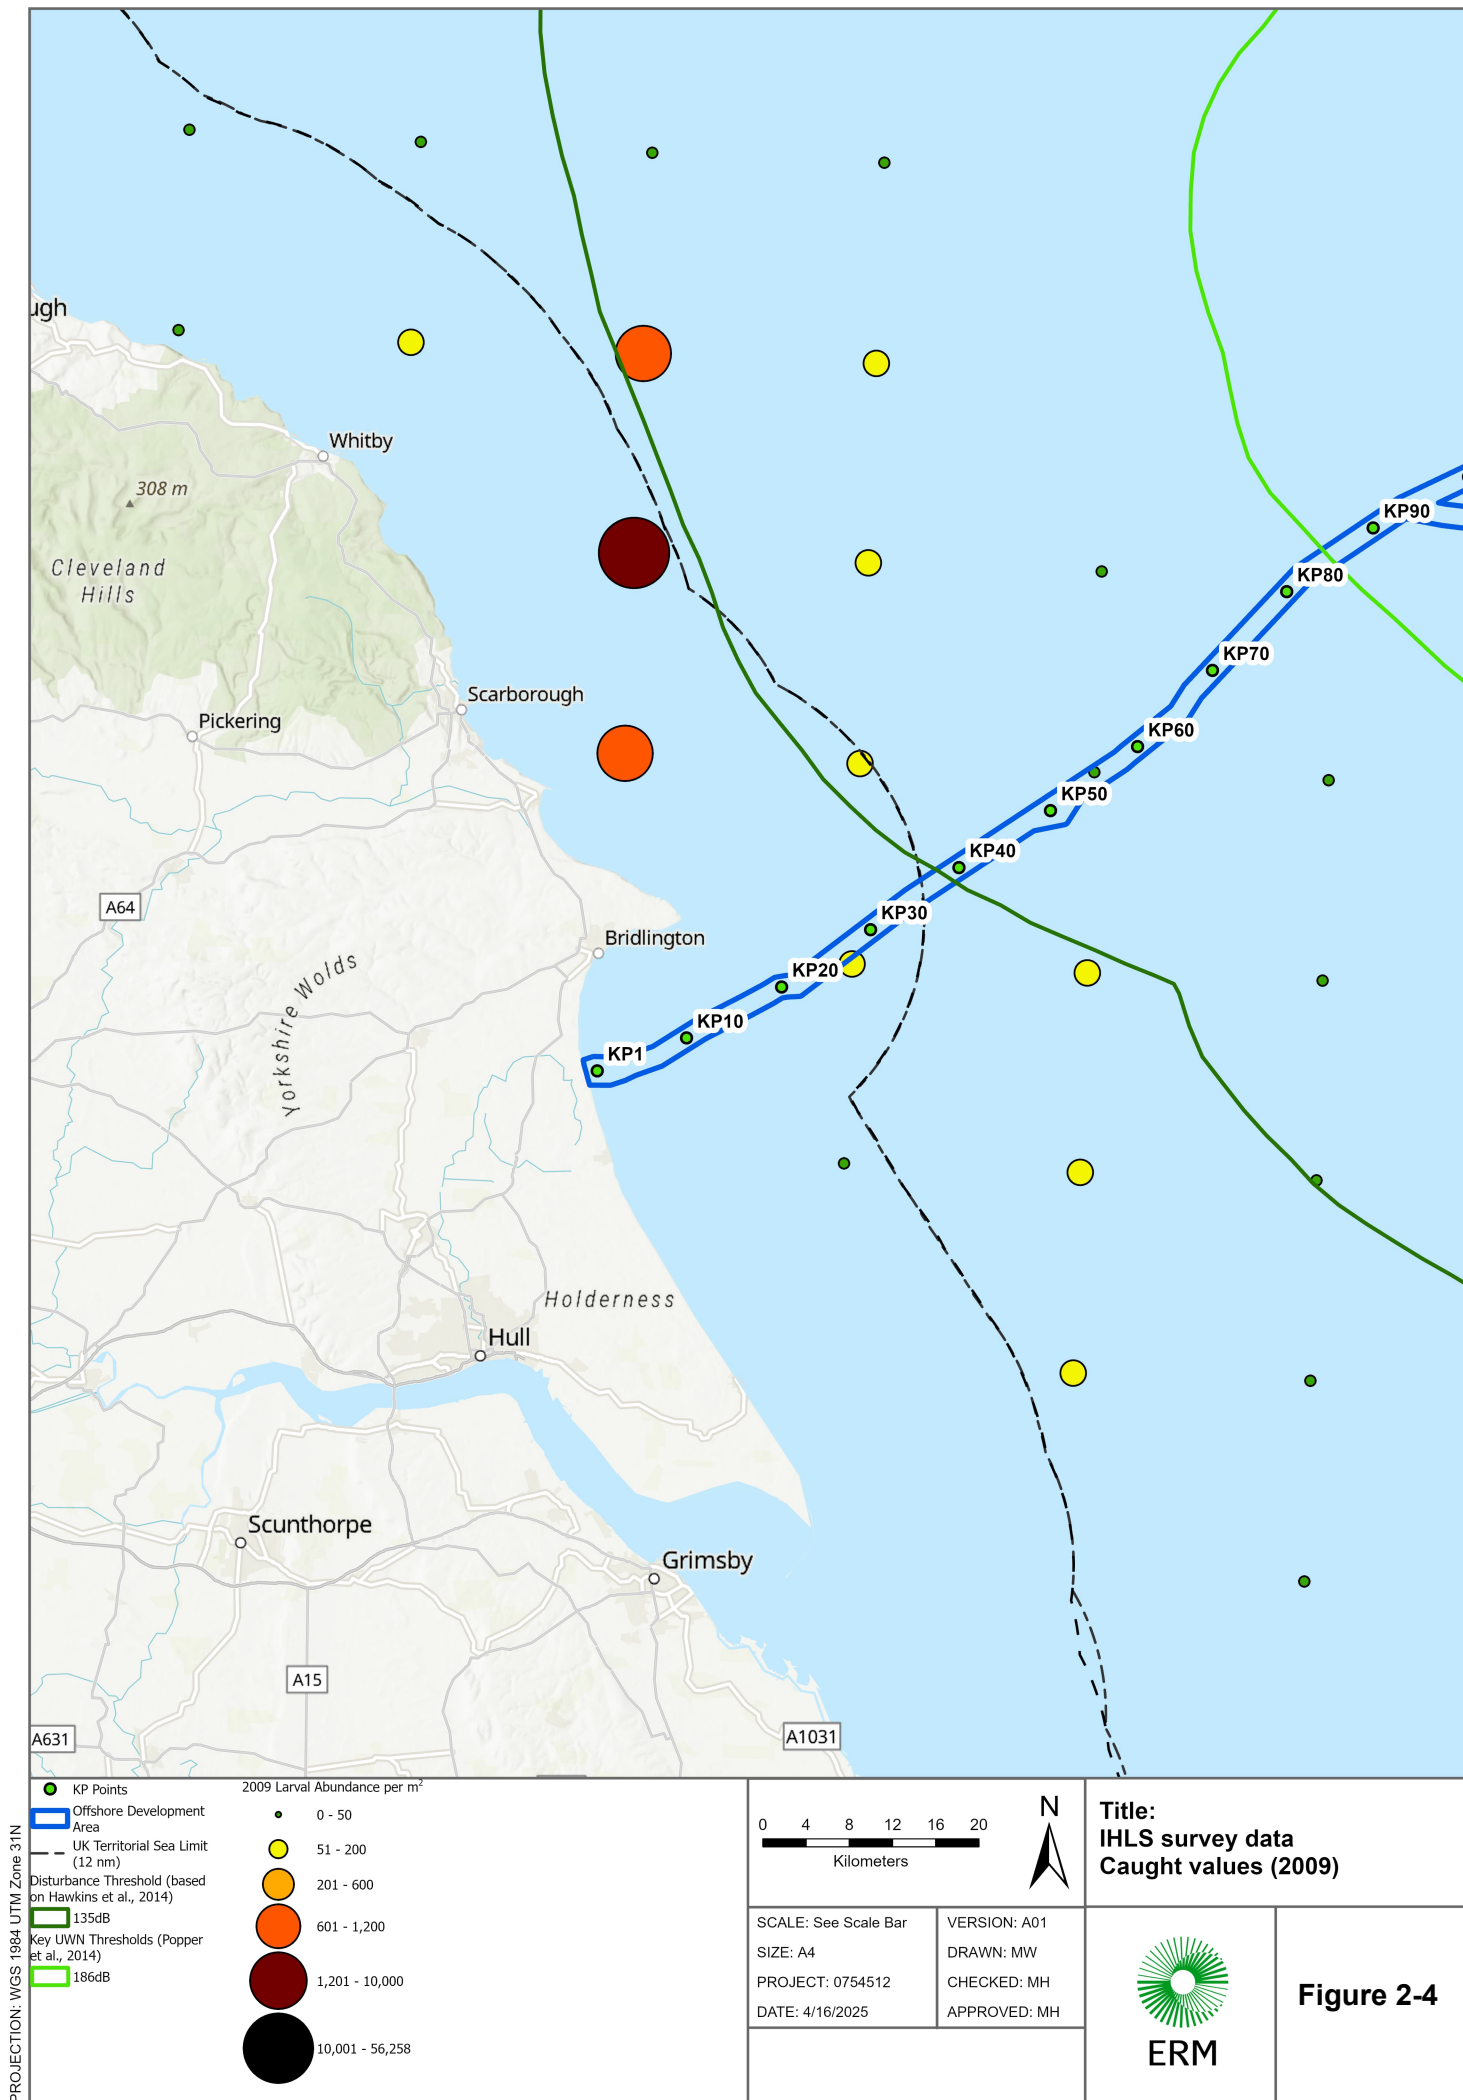 ugh
Whitby
308 m
Cleveland
Hills
KP90
KP80
KP70
Scarborough
Pickering
KP60
KP50
KP40
A64
KP30
Bridlington
Yorkshire Wolds
KP20
KP10
KP1
Holderness
Hull
Scunthorpe
Grimsby
A15
A631
A1031
PROJECTION: WGS 1984 UTM Zone 31N
KP Points
Offshore Development
Area
UK Territorial Sea Limit
(12 nm)
Disturbance Threshold (based
on Hawkins et al., 2014)
135dB
Key UWN Thresholds (Popper
et al., 2014)
186dB
2009 Larval Abundance per m²
0 - 50
51 - 200
201 - 600
601 - 1,200
1,201 - 10,000
10,001 - 56,258
0 4 8 12 16 20
Kilometers
N
Title:
IHLS survey data
Caught values (2009)
SCALE: See Scale Bar
SIZE: A4
PROJECT: 0754512
DATE: 4/16/2025
VERSION: A01
DRAWN: MW
CHECKED: MH
APPROVED: MH
ERM
Figure 2-4